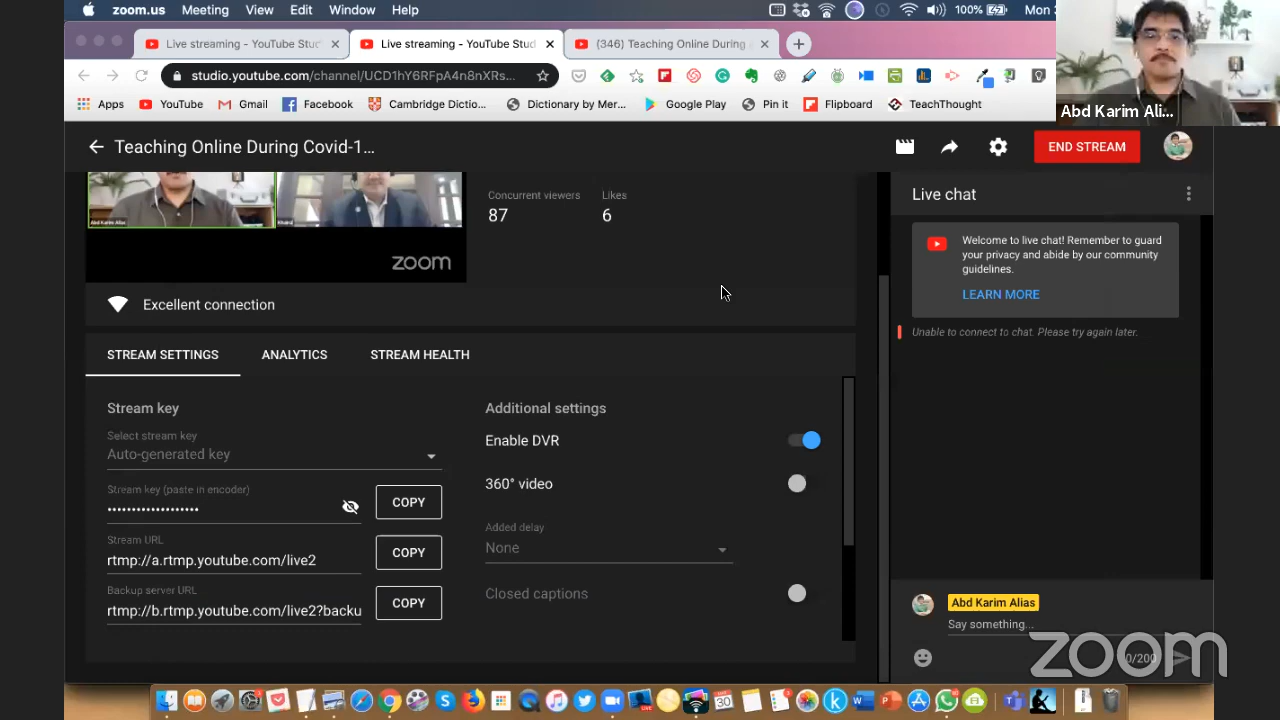 zoom.us Meeting View Edit Window Help
100%
Mon 3
Live streaming - YouTube Stud
Live streaming - YouTube Stud
(346) Teaching Online During
studio.youtube.com/channel/UCD1hY6RFpA4n8nXRs...
Apps YouTube Gmail Facebook Cambridge Dictio... Dictionary by Mer... Google Play Pin it Flipboard TeachThought
Abd Karim Ali...
Teaching Online During Covid-1...
END STREAM
Concurrent viewers
87
Likes
6
Abd Karim Alias
zoom
Excellent connection
STREAM SETTINGS ANALYTICS STREAM HEALTH
Stream key
Select stream key
Auto-generated key
Stream key (paste in encoder)
•••••••••••••••••••
COPY
Stream URL
rtmp://a.rtmp.youtube.com/live2
COPY
Backup server URL
rtmp://b.rtmp.youtube.com/live2?backu
COPY
Additional settings
Enable DVR
360° video
Added delay
None
Closed captions
Live chat
Welcome to live chat! Remember to guard
your privacy and abide by our community
guidelines.
LEARN MORE
Unable to connect to chat. Please try again later.
Abd Karim Alias
Say something...
0/200
zoom